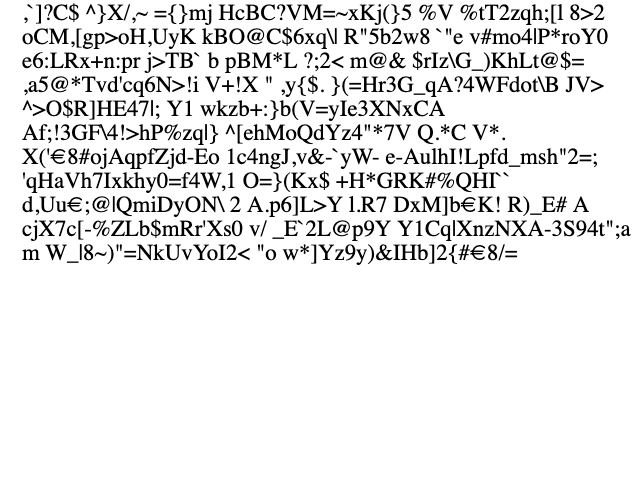 ,`]?C$ ^}X/,~ ={}mj HcBC?VM=~xKj(}5 %V %tT2zqh;[l 8>2
oCM,[gp>oH,UyK kBO@C$6xq\l R"5b2w8 `"e v#mo4lP*roY0
e6:LRx+n:pr j>TB` b pBM*L ?;2< m@& $rIz\G_)KhLt@$=
,a5@*Tvd'cq6N>!i V+!X " ,y{$. }(=Hr3G_qA?4WFdot\B JV>
^>O$R]HE47|; Y1 wkzb+:}b(V=yIe3XNxCA
Af;!3GF\4!>hP%zq|} ^[ehMoQdYz4"*7V Q.*C V*.
X('€8#ojAqpfZjd-Eo 1c4ngJ,v&-`yW- e-AulhI!Lpfd_msh"2=;
'qHaVh7Ixkhy0=f4W,1 O=}(Kx$ +H*GRK#%QHI``
d,Uu€;@|QmiDyON\ 2 A.p6]L>Y l.R7 DxM]b€K! R)_E# A
cjX7c[-%ZLb$mRr'Xs0 v/ _E`2L@p9Y Y1Cq|XnzNXA-3S94t";a
m W_|8~)"=NkUvYoI2< "o w*]Yz9y)&IHb]2{#€8/=